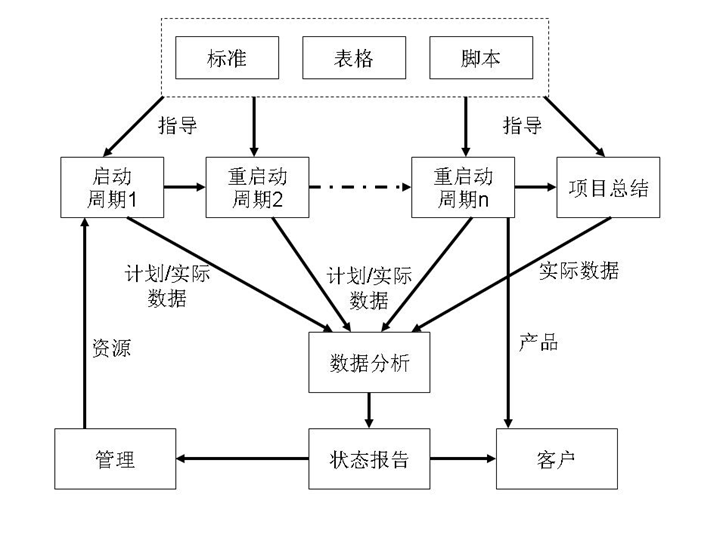 标准
表格
脚本
指导
指导
启动
周期1
重启动
周期2
重启动
周期n
项目总结
计划/实际
数据
计划/实际
数据
实际数据
资源
数据分析
产品
管理
状态报告
客户